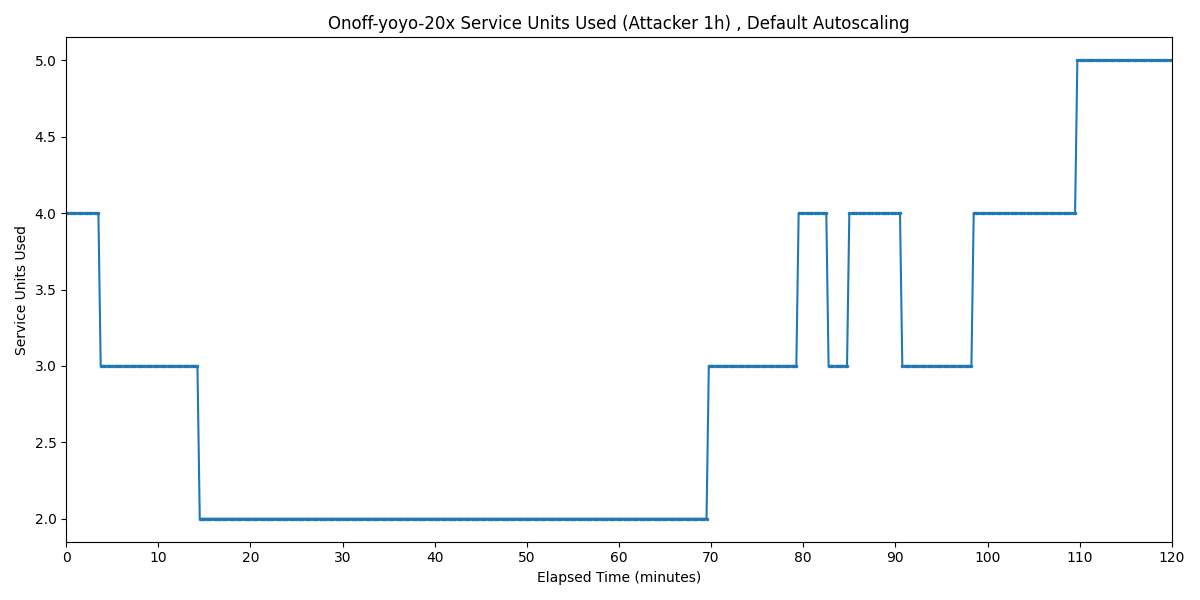 Onoff-yoyo-20x Service Units Used (Attacker 1h) , Default Autoscaling
Service Units Used
5.0
4.5
4.0
3.5
3.0
2.5
2.0
0 10 20 30 40 50 60 70 80 90 100 110 120
Elapsed Time (minutes)